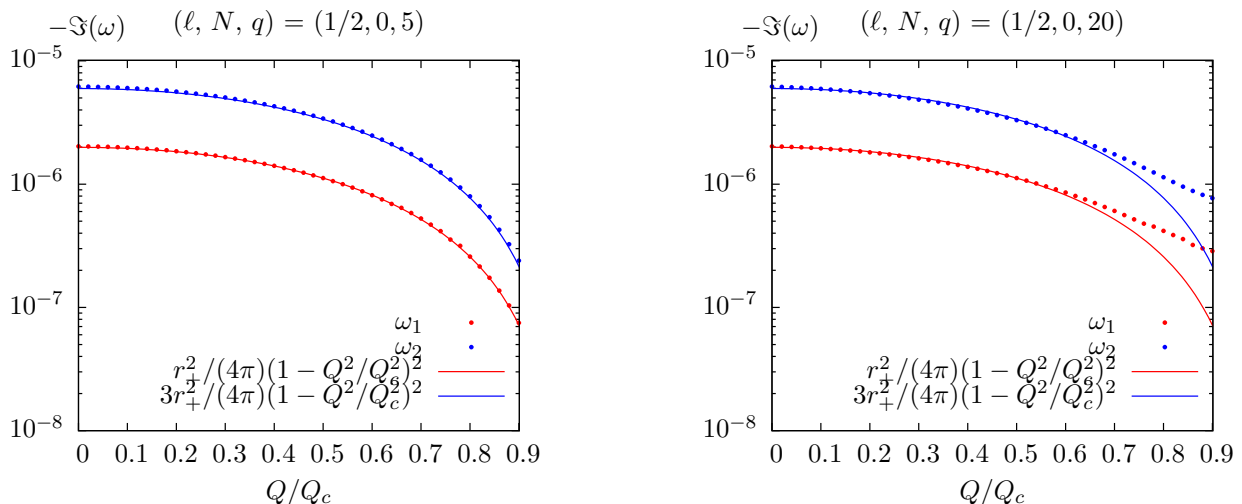 −ℑ(ω) (ℓ, N, q) = (1/2, 0, 5)
10⁻⁵
10⁻⁶
10⁻⁷
10⁻⁸
ω₁
ω₂
r₊²/(4π)(1 − Q²/Q_c²)²
3r₊²/(4π)(1 − Q²/Q_c²)²
0 0.1 0.2 0.3 0.4 0.5 0.6 0.7 0.8 0.9
Q/Q_c
−ℑ(ω) (ℓ, N, q) = (1/2, 0, 20)
10⁻⁵
10⁻⁶
10⁻⁷
10⁻⁸
ω₁
ω₂
r₊²/(4π)(1 − Q²/Q_c²)²
3r₊²/(4π)(1 − Q²/Q_c²)²
0 0.1 0.2 0.3 0.4 0.5 0.6 0.7 0.8 0.9
Q/Q_c